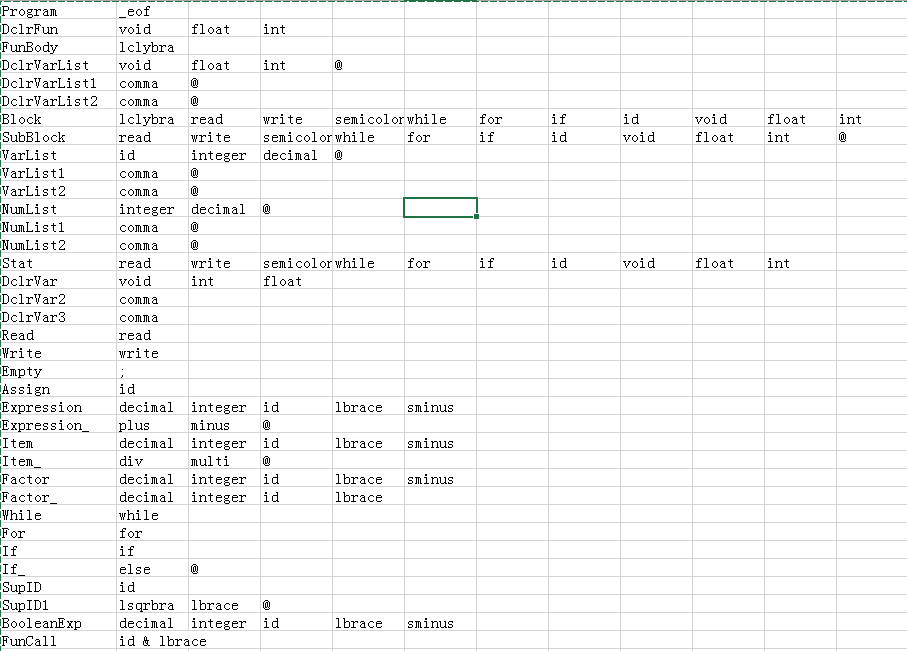 Program _eof
DclrFun void float int
FunBody lclybra
DclrVarList void float int @
DclrVarList1 comma @
DclrVarList2 comma @
Block lclybra read write semicolor while for if id void float int
SubBlock read write semicolor while for if id void float int @
VarList id integer decimal @
VarList1 comma @
VarList2 comma @
NumList integer decimal @
NumList1 comma @
NumList2 comma @
Stat read write semicolor while for if id void float int
DclrVar void int float
DclrVar2 comma
DclrVar3 comma
Read read
Write write
Empty ;
Assign id
Expression decimal integer id lbrace sminus
Expression_ plus minus @
Item decimal integer id lbrace sminus
Item_ div multi @
Factor decimal integer id lbrace sminus
Factor_ decimal integer id lbrace
While while
For for
If if
If_ else @
SupID id
SupID1 lsqrbra lbrace @
BooleanExp decimal integer id lbrace sminus
FunCall id & lbrace